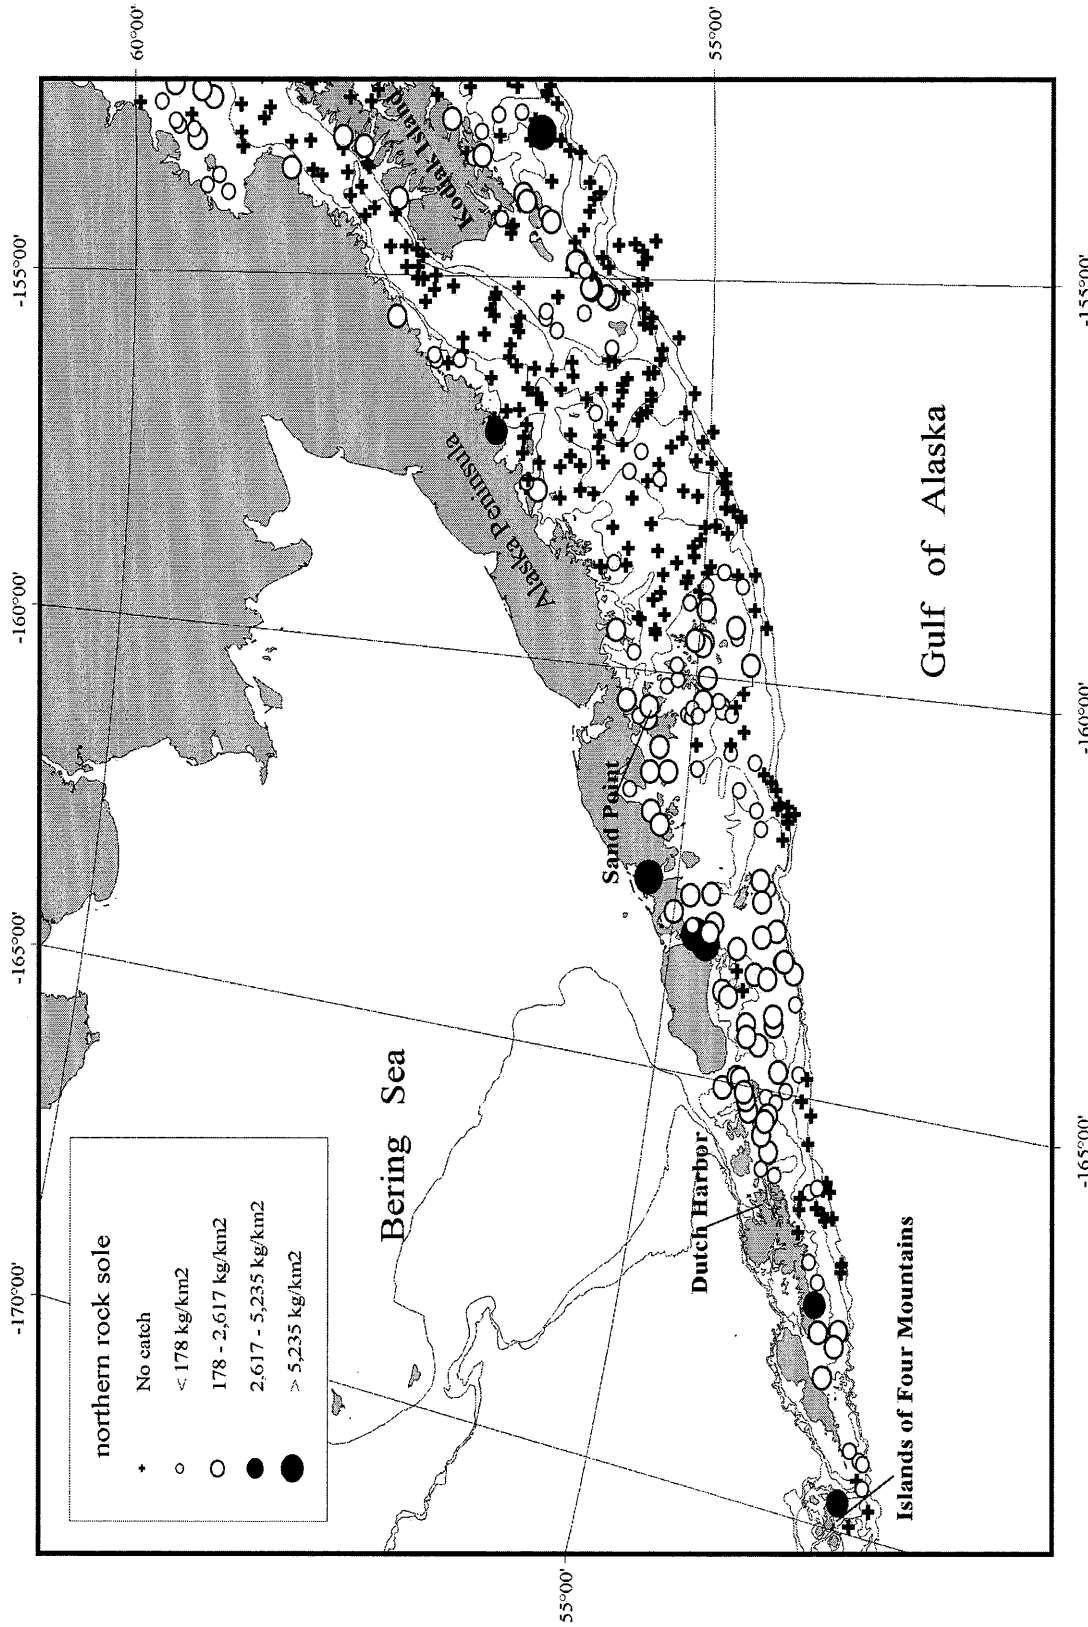 -170°00'
-165°00'
-160°00'
-155°00'
60°00'
55°00'
northern rock sole
No catch
< 178 kg/km2
178 - 2,617 kg/km2
2,617 - 5,235 kg/km2
> 5,235 kg/km2
Bering Sea
Alaska Peninsula
Kodiak Island
Sand Point
Dutch Harbor
Islands of Four Mountains
Gulf of Alaska
55°00'
-165°00'
-160°00'
-155°00'